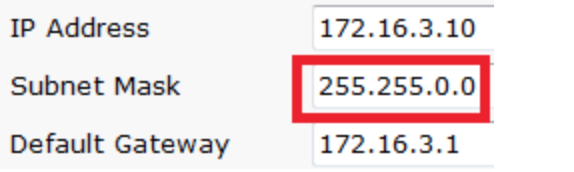 IP Address 172.16.3.10
Subnet Mask 255.255.0.0
Default Gateway 172.16.3.1